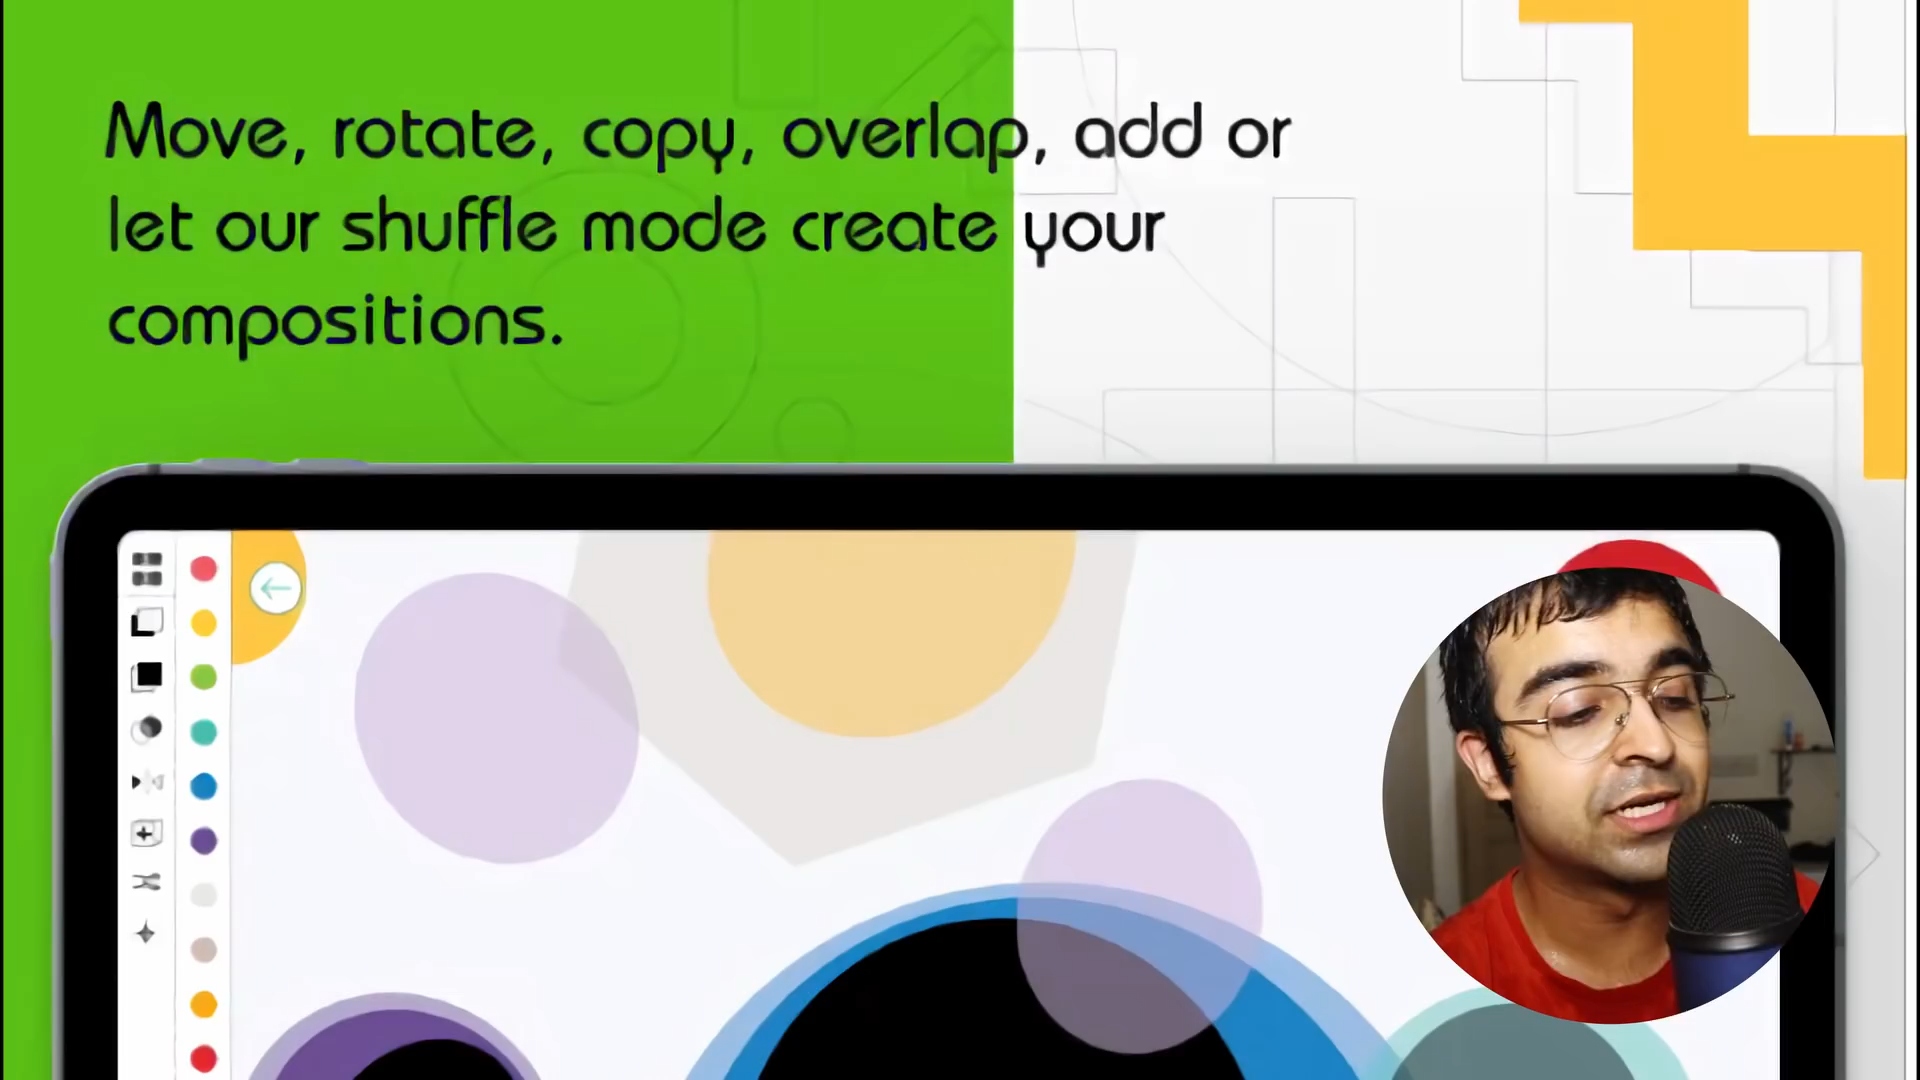 Move, rotate, copy, overlap, add or
let our shuffle mode create your
compositions.